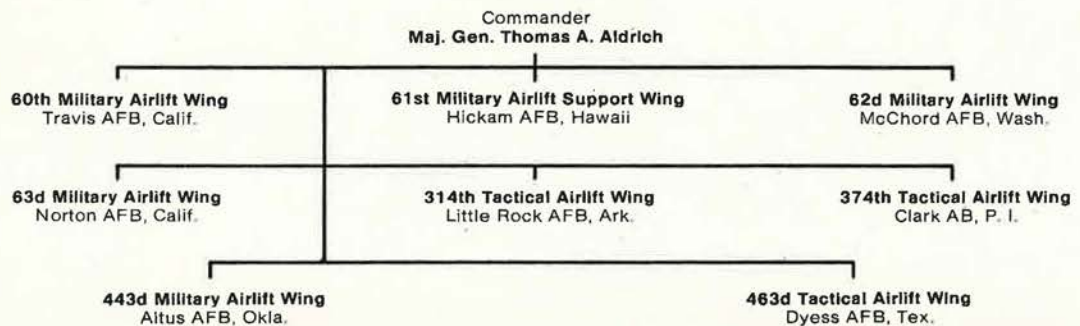 Commander
Maj. Gen. Thomas A. Aldrich
60th Military Airlift Wing
Travis AFB, Calif.
61st Military Airlift Support Wing
Hickam AFB, Hawaii
62d Military Airlift Wing
McChord AFB, Wash.
63d Military Airlift Wing
Norton AFB, Calif.
314th Tactical Airlift Wing
Little Rock AFB, Ark.
374th Tactical Airlift Wing
Clark AB, P. I.
443d Military Airlift Wing
Altus AFB, Okla.
463d Tactical Airlift Wing
Dyess AFB, Tex.